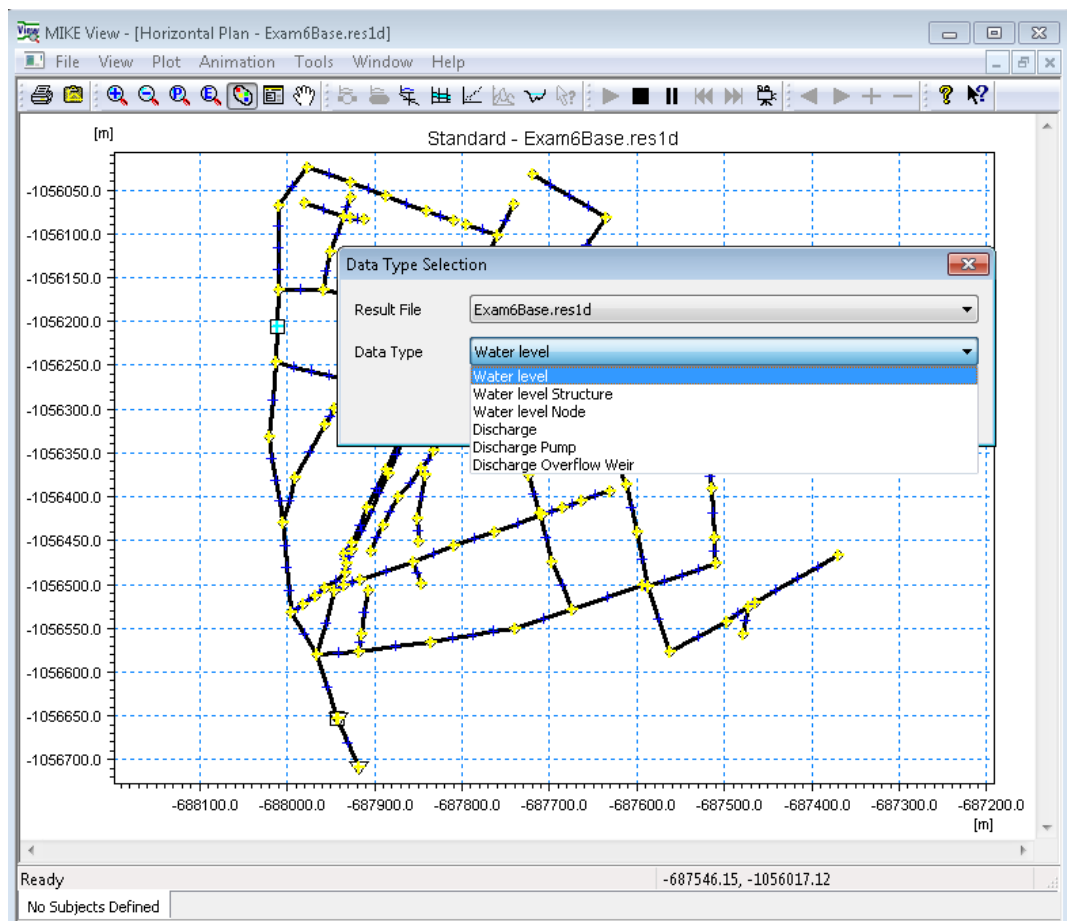 View MIKE View - [Horizontal Plan - Exam6Base.res1d]
File View Plot Animation Tools Window Help
[m]
Standard - Exam6Base.res1d
-1056050.0
-1056100.0
-1056150.0
-1056200.0
-1056250.0
-1056300.0
-1056350.0
-1056400.0
-1056450.0
-1056500.0
-1056550.0
-1056600.0
-1056650.0
-1056700.0
Data Type Selection
Result File Exam6Base.res1d
Data Type Water level
Water level
Water level Structure
Water level Node
Discharge
Discharge Pump
Discharge Overflow Weir
-688100.0 -688000.0 -687900.0 -687800.0 -687700.0 -687600.0 -687500.0 -687400.0 -687300.0 -687200.0
[m]
Ready -687546.15, -1056017.12
No Subjects Defined